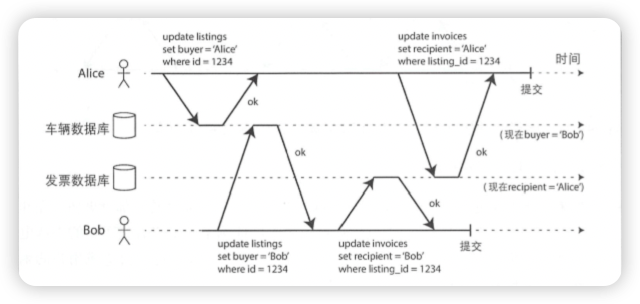 update listings
set buyer = 'Alice'
where id = 1234
update invoices
set recipient = 'Alice'
where listing_id = 1234
时间
Alice
提交
ok
车辆数据库
(现在buyer = 'Bob')
ok
ok
发票数据库
(现在recipient = 'Alice')
ok
Bob
提交
update listings
set buyer = 'Bob'
where id = 1234
update invoices
set recipient = 'Bob'
where listing_id = 1234